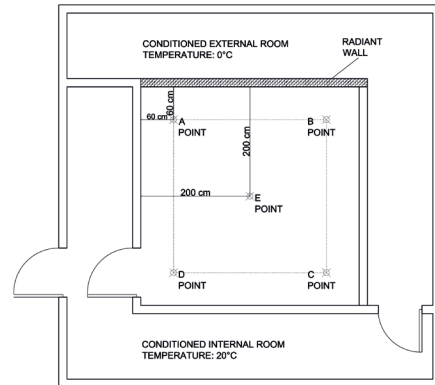 CONDITIONED EXTERNAL ROOM
TEMPERATURE: 0°C
RADIANT
WALL
60 cm
60 cm
A
POINT
B
POINT
200 cm
200 cm
E
POINT
D
POINT
C
POINT
CONDITIONED INTERNAL ROOM
TEMPERATURE: 20°C